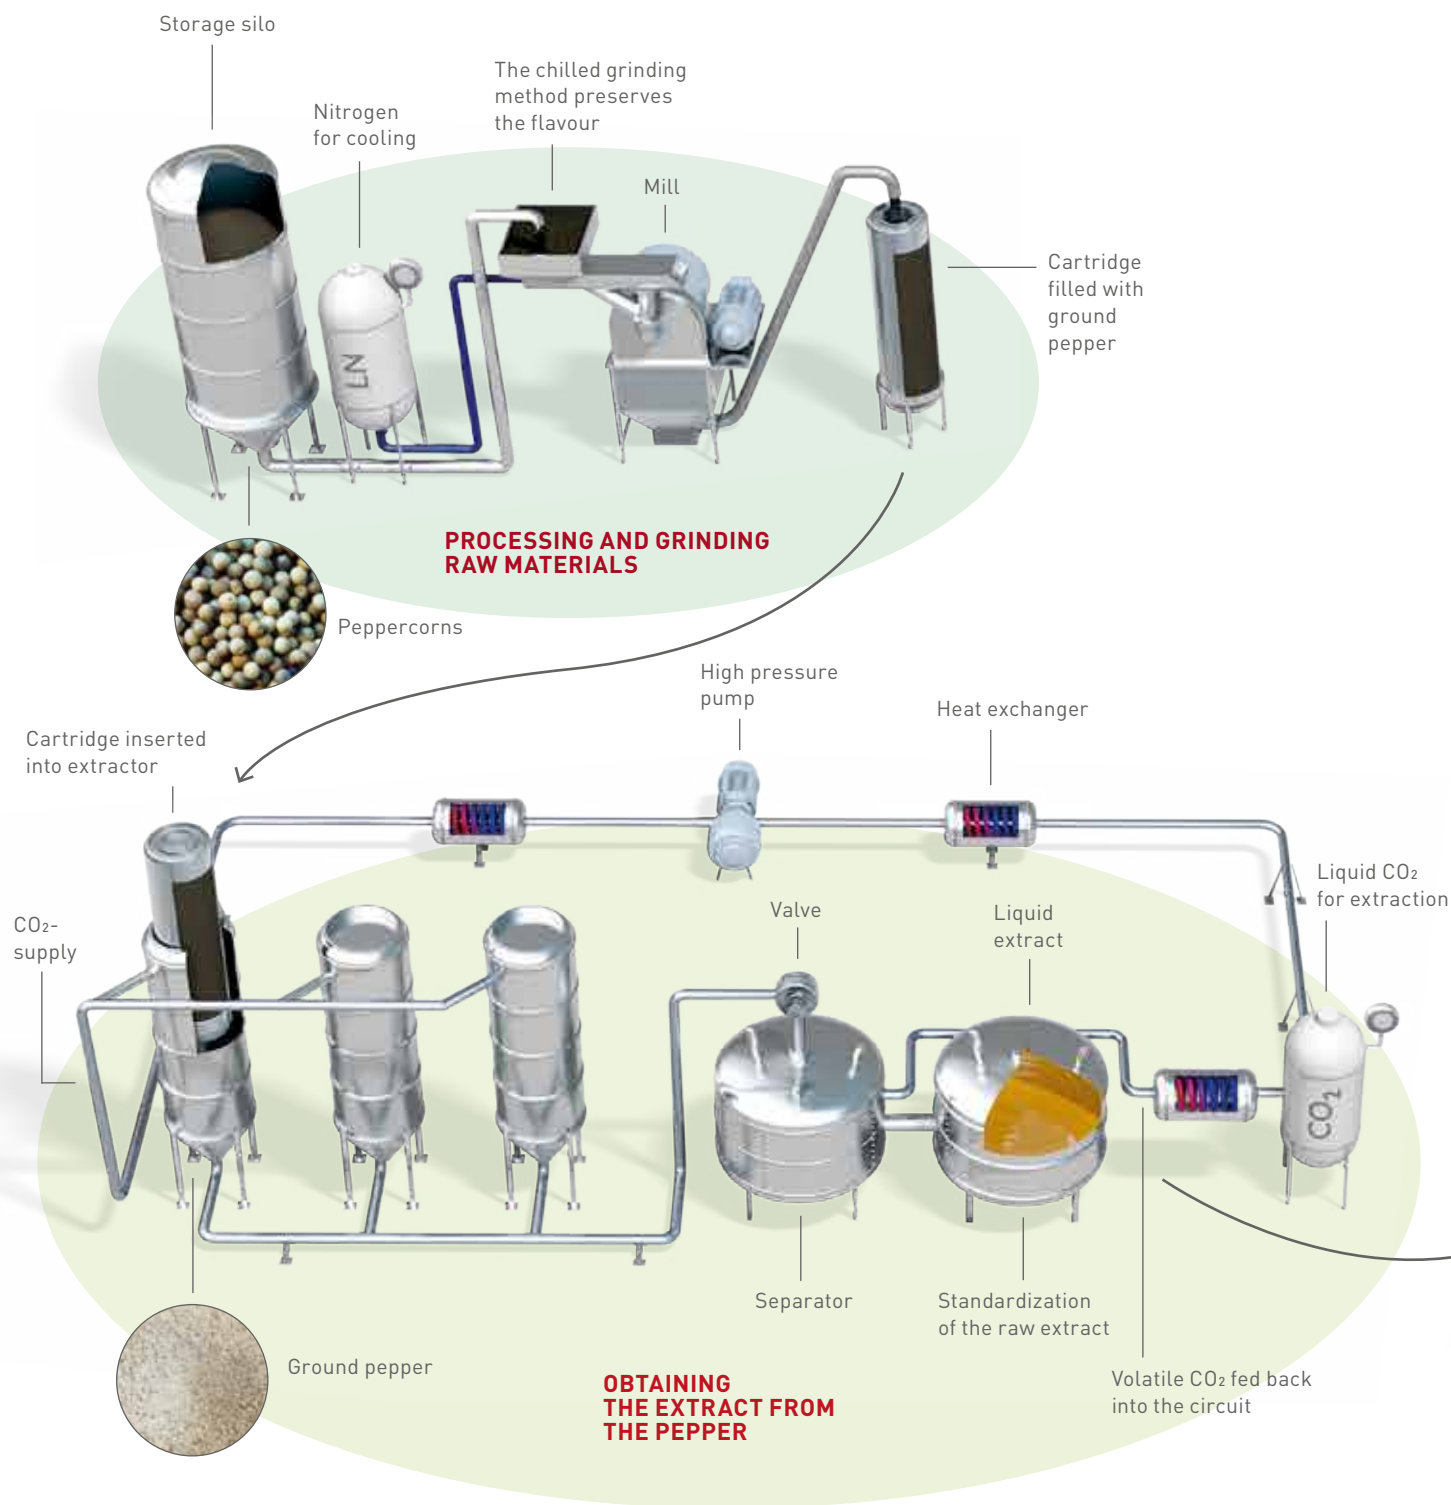 Storage silo
The chilled grinding
method preserves
the flavour
Nitrogen
for cooling
Mill
Cartridge
filled with
ground
pepper
LN
PROCESSING AND GRINDING
RAW MATERIALS
Peppercorns
High pressure
pump
Heat exchanger
Cartridge inserted
into extractor
Liquid CO₂
for extraction
Valve
Liquid
extract
CO₂-
supply
CO₂
Separator
Standardization
of the raw extract
Ground pepper
Volatile CO₂ fed back
into the circuit
OBTAINING
THE EXTRACT FROM
THE PEPPER